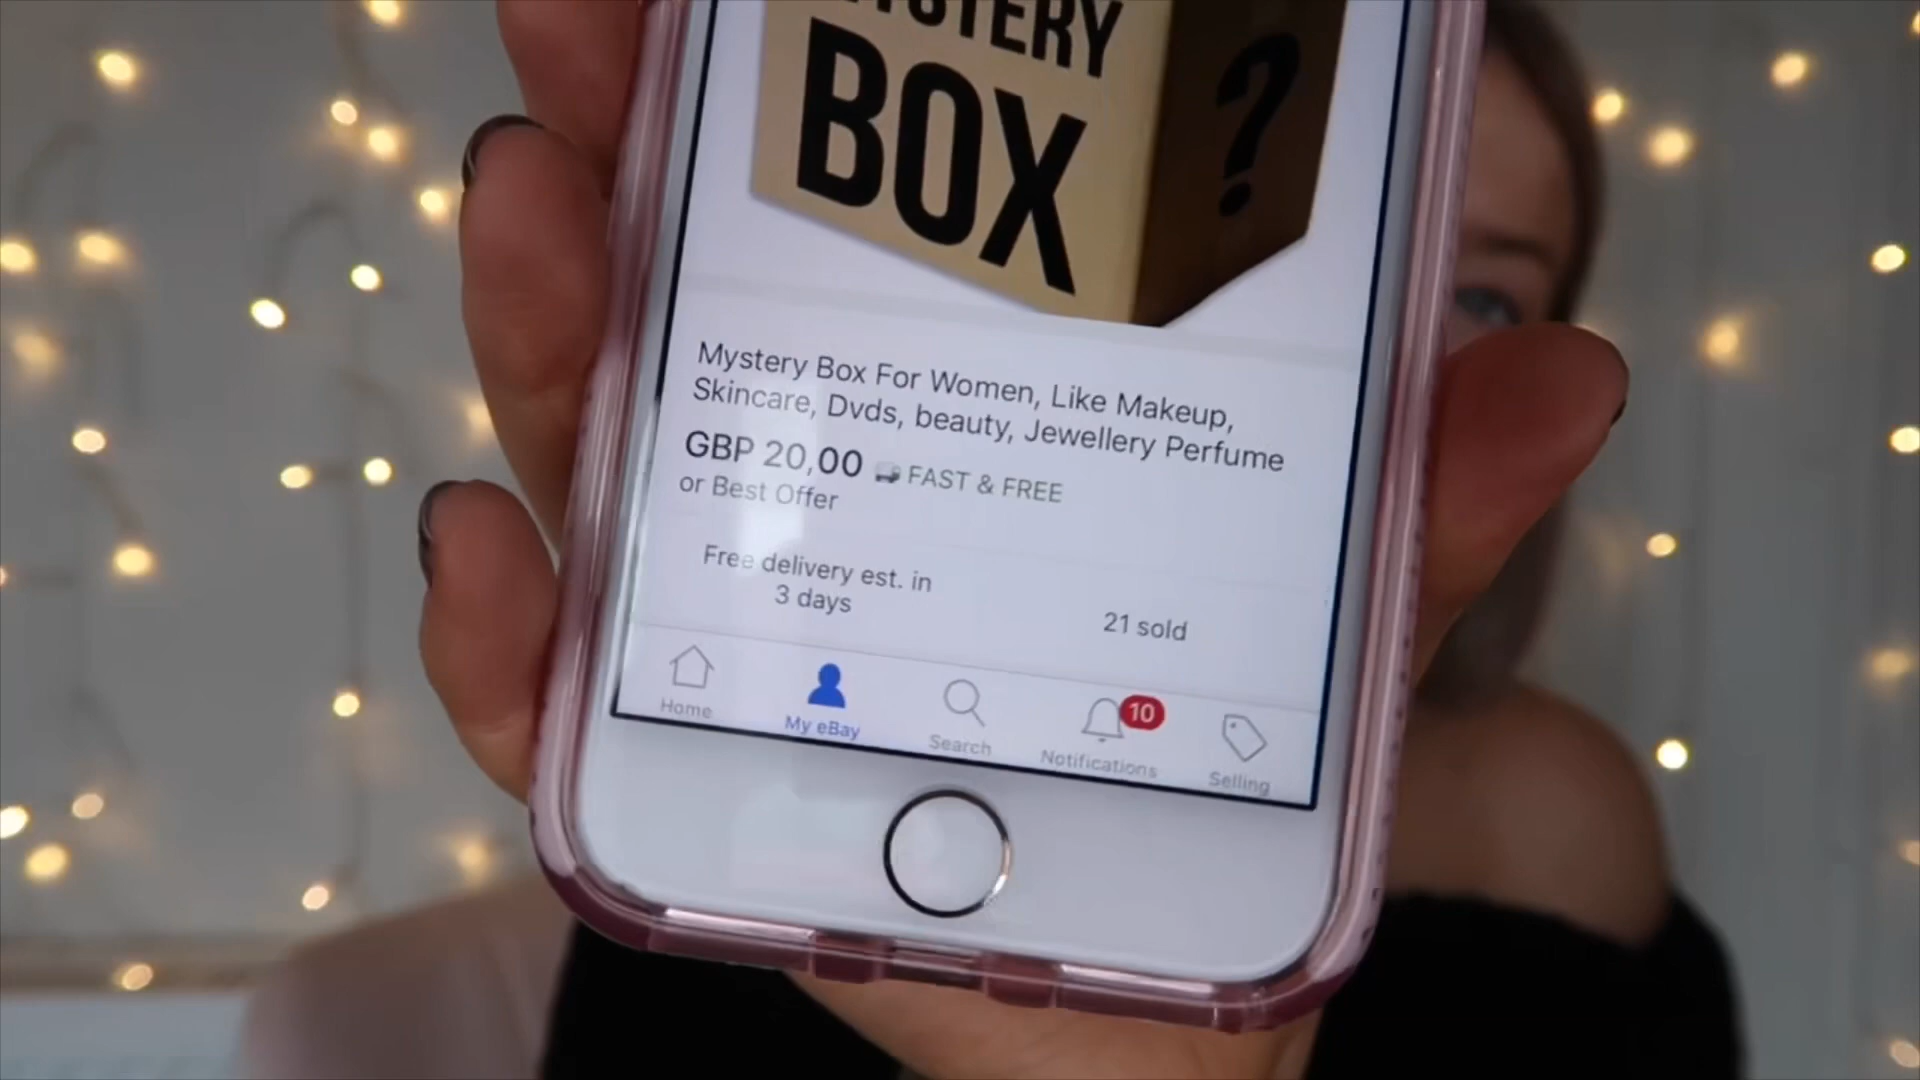 BOX
?
Mystery Box For Women, Like Makeup,
Skincare, Dvds, beauty, Jewellery Perfume
GBP 20,00 FAST & FREE
or Best Offer
Free delivery est. in
3 days
21 sold
10
Home
My eBay
Search
Notifications
Selling